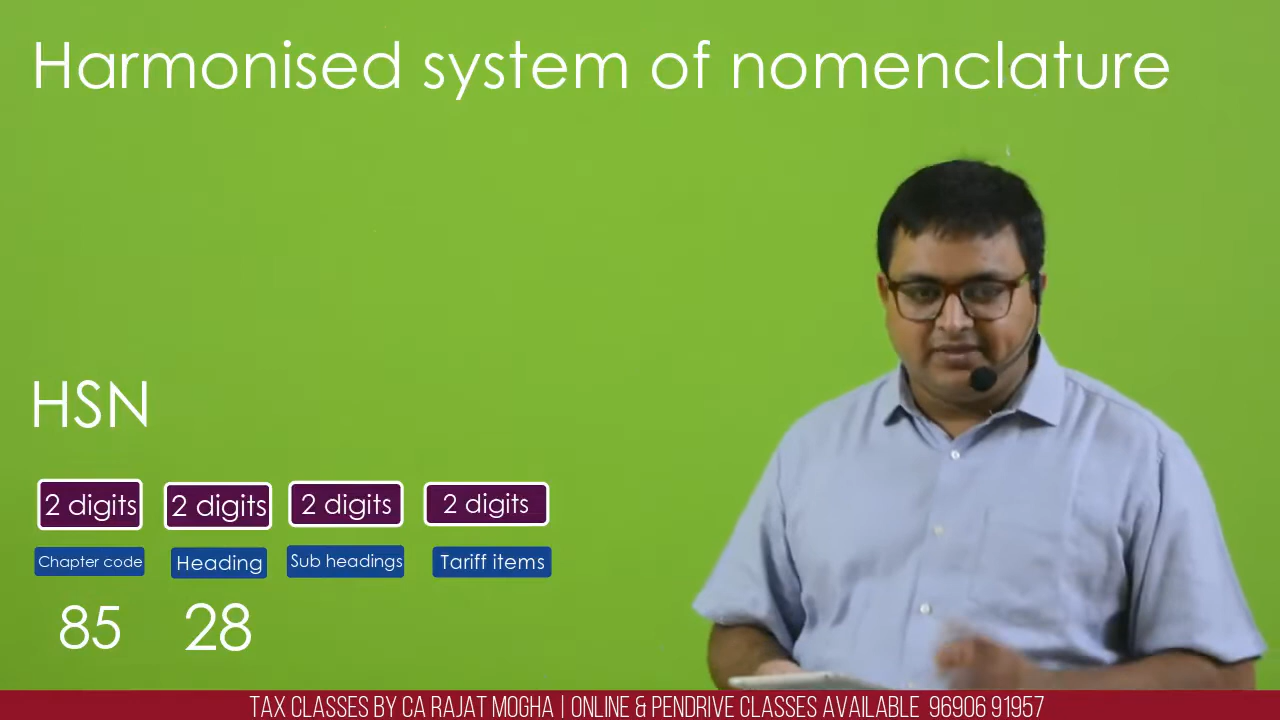 Harmonised system of nomenclature
HSN
2 digits 2 digits 2 digits 2 digits
Chapter code Heading Sub headings Tariff items
85 28
TAX CLASSES BY CA RAJAT MOGHA | ONLINE & PENDRIVE CLASSES AVAILABLE 96906 91957